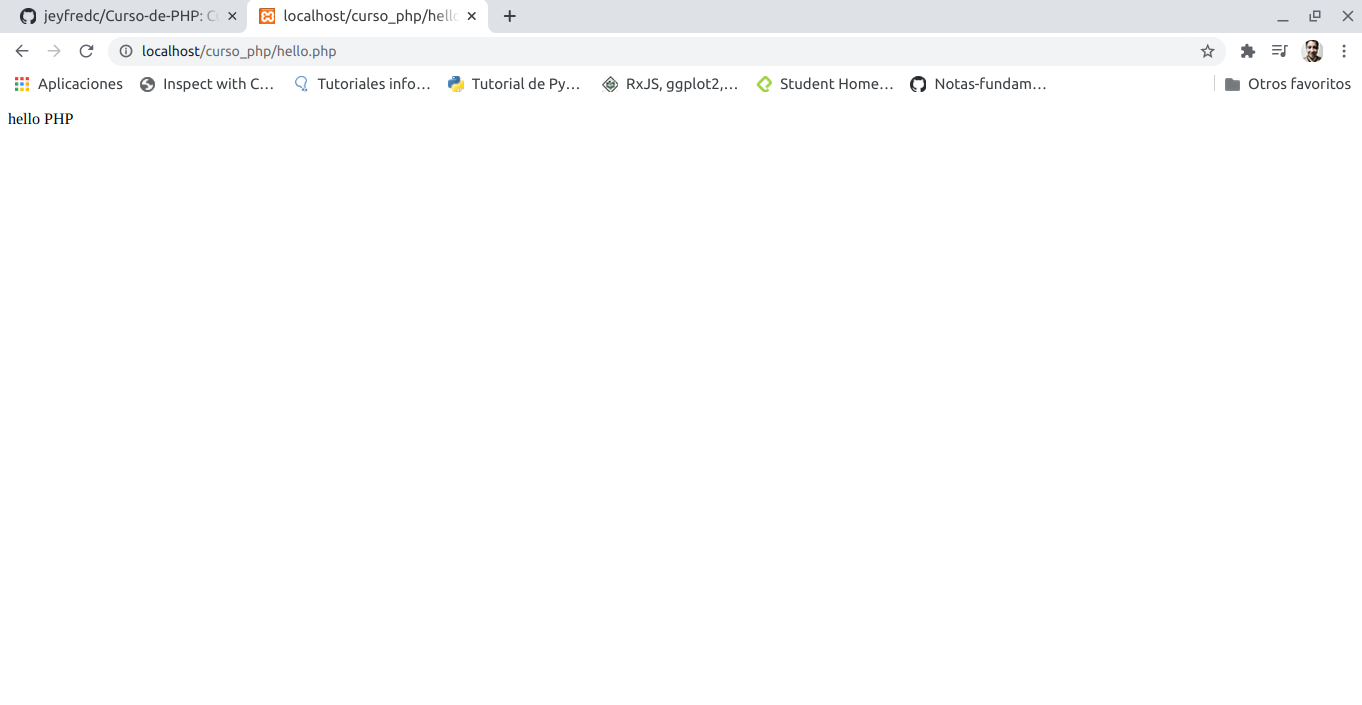 jeyfredc/Curso-de-PHP: Cu
localhost/curso_php/hello
localhost/curso_php/hello.php
Aplicaciones Inspect with C... Tutoriales info... Tutorial de Py... RxJS, ggplot2,... Student Home... Notas-fundam... Otros favoritos
hello PHP